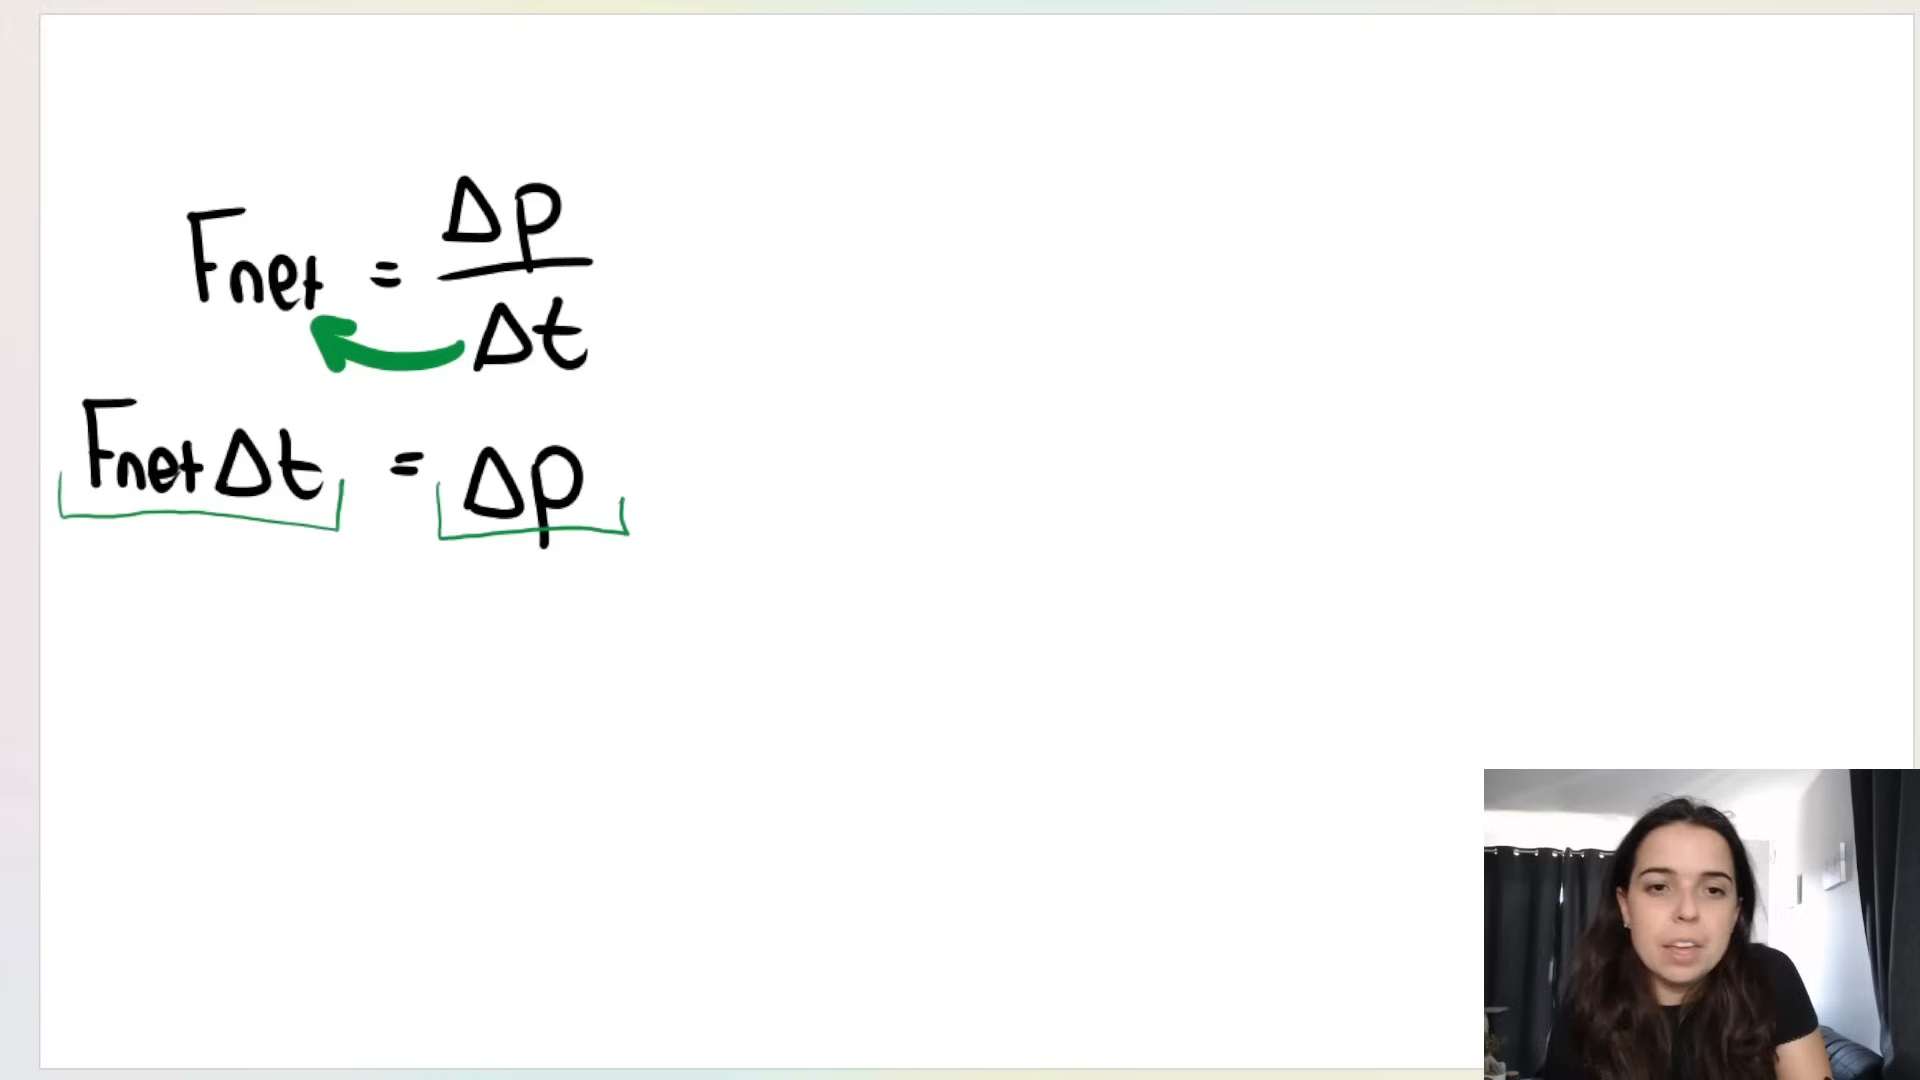 Fnet = Δp / Δt
FnetΔt = Δp